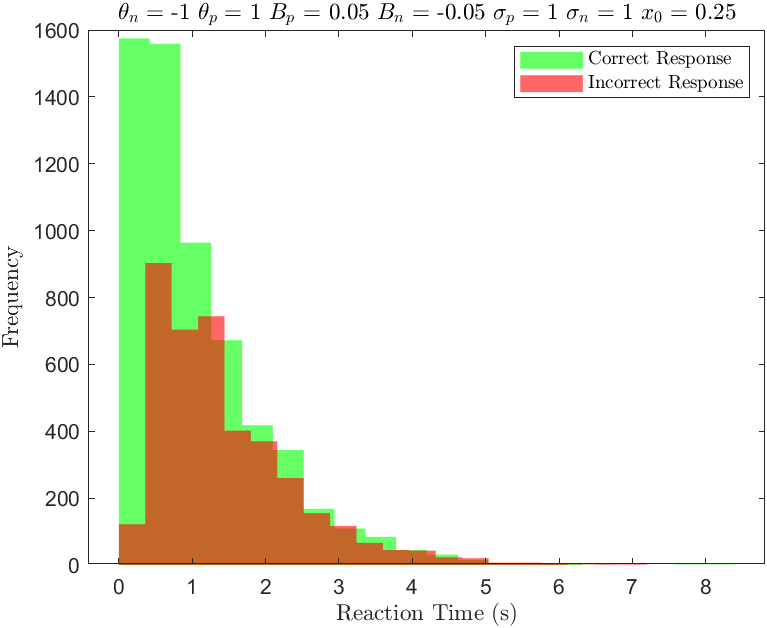 θₙ = -1 θₚ = 1 Bₚ = 0.05 Bₙ = -0.05 σₚ = 1 σₙ = 1 x₀ = 0.25
Correct Response
Incorrect Response
1600
1400
1200
1000
800
600
400
200
0
Frequency
0 1 2 3 4 5 6 7 8
Reaction Time (s)